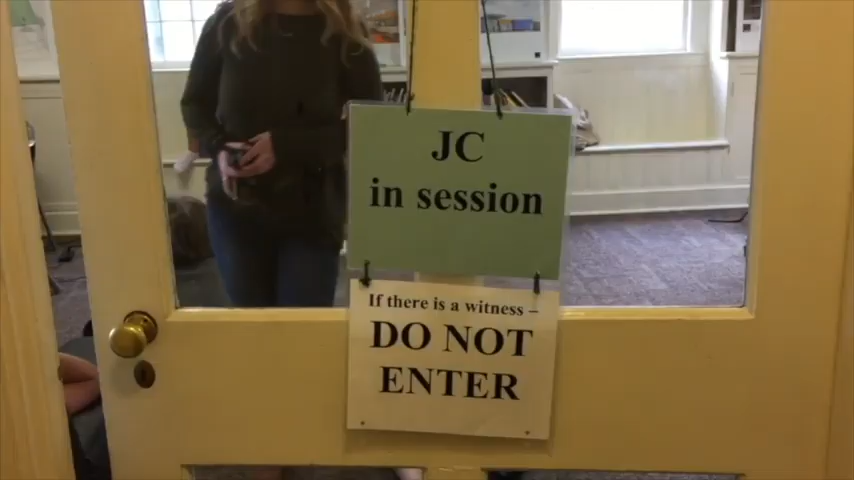 JC
in session
If there is a witness –
DO NOT
ENTER